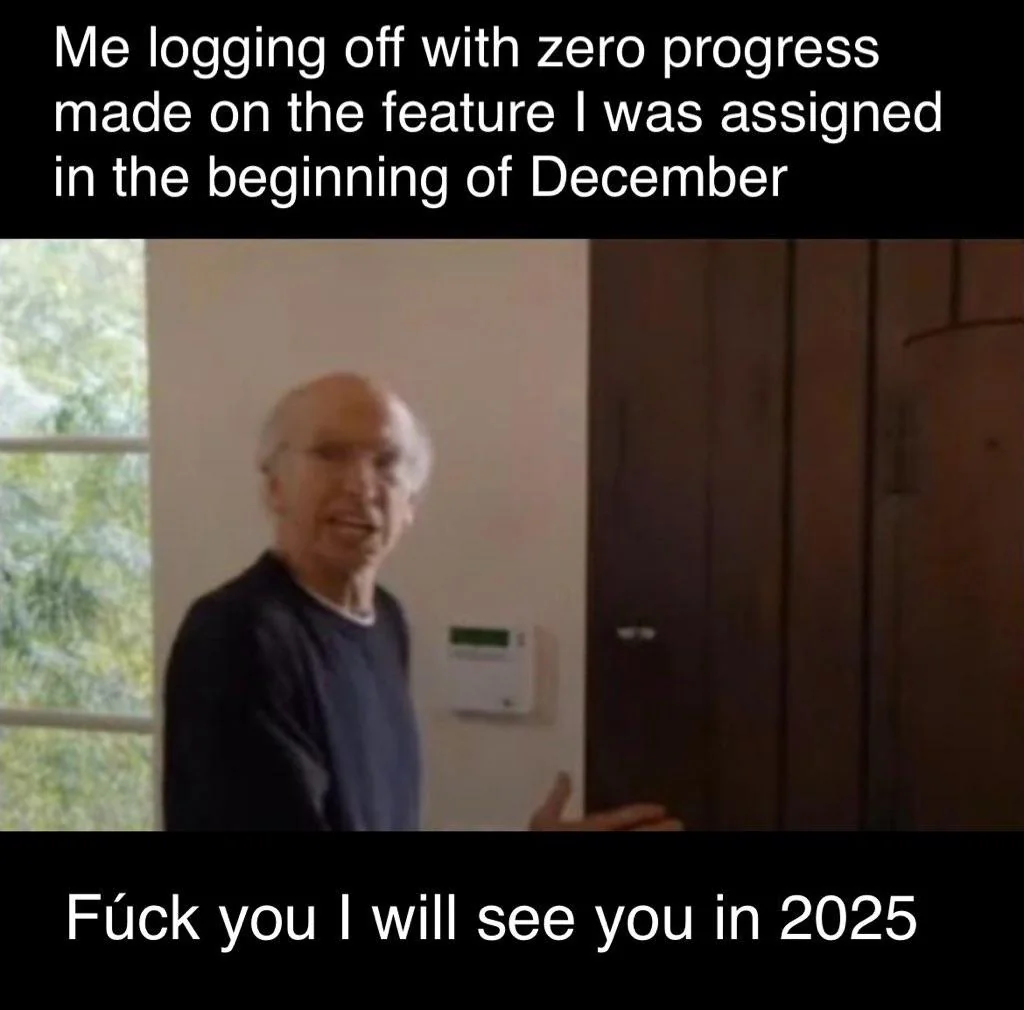 Me logging off with zero progress
made on the feature I was assigned
in the beginning of December
Fúck you I will see you in 2025